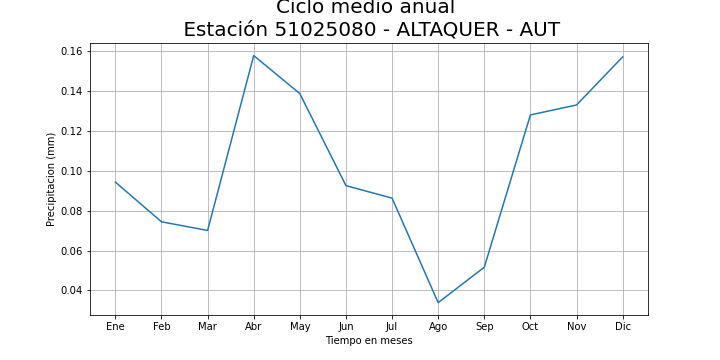 Ciclo medio anual
Estación 51025080 - ALTAQUER - AUT
0.16
0.14
0.12
0.10
0.08
0.06
0.04
Precipitacion (mm)
Ene Feb Mar Abr May Jun Jul Ago Sep Oct Nov Dic
Tiempo en meses